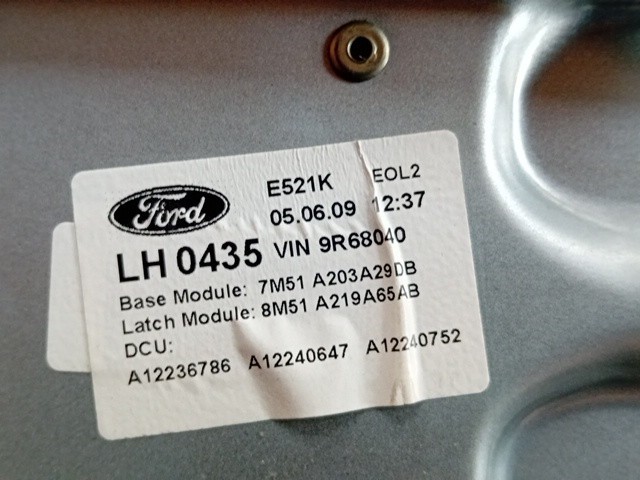 Ford E521K EOL2
05.06.09 12:37
LH 0435 VIN 9R68040
Base Module: 7M51 A203A29DB
Latch Module: 8M51 A219A65AB
DCU:
A12236786 A12240647 A12240752